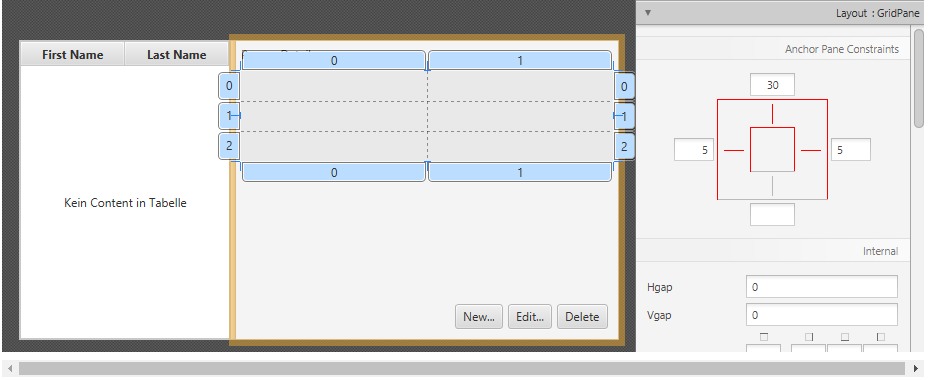 Layout : GridPane
Anchor Pane Constraints
30
5
5
Internal
Hgap
0
Vgap
0
First Name
Last Name
Kein Content in Tabelle
0
1
0
0
1
1
2
2
0
1
New...
Edit...
Delete